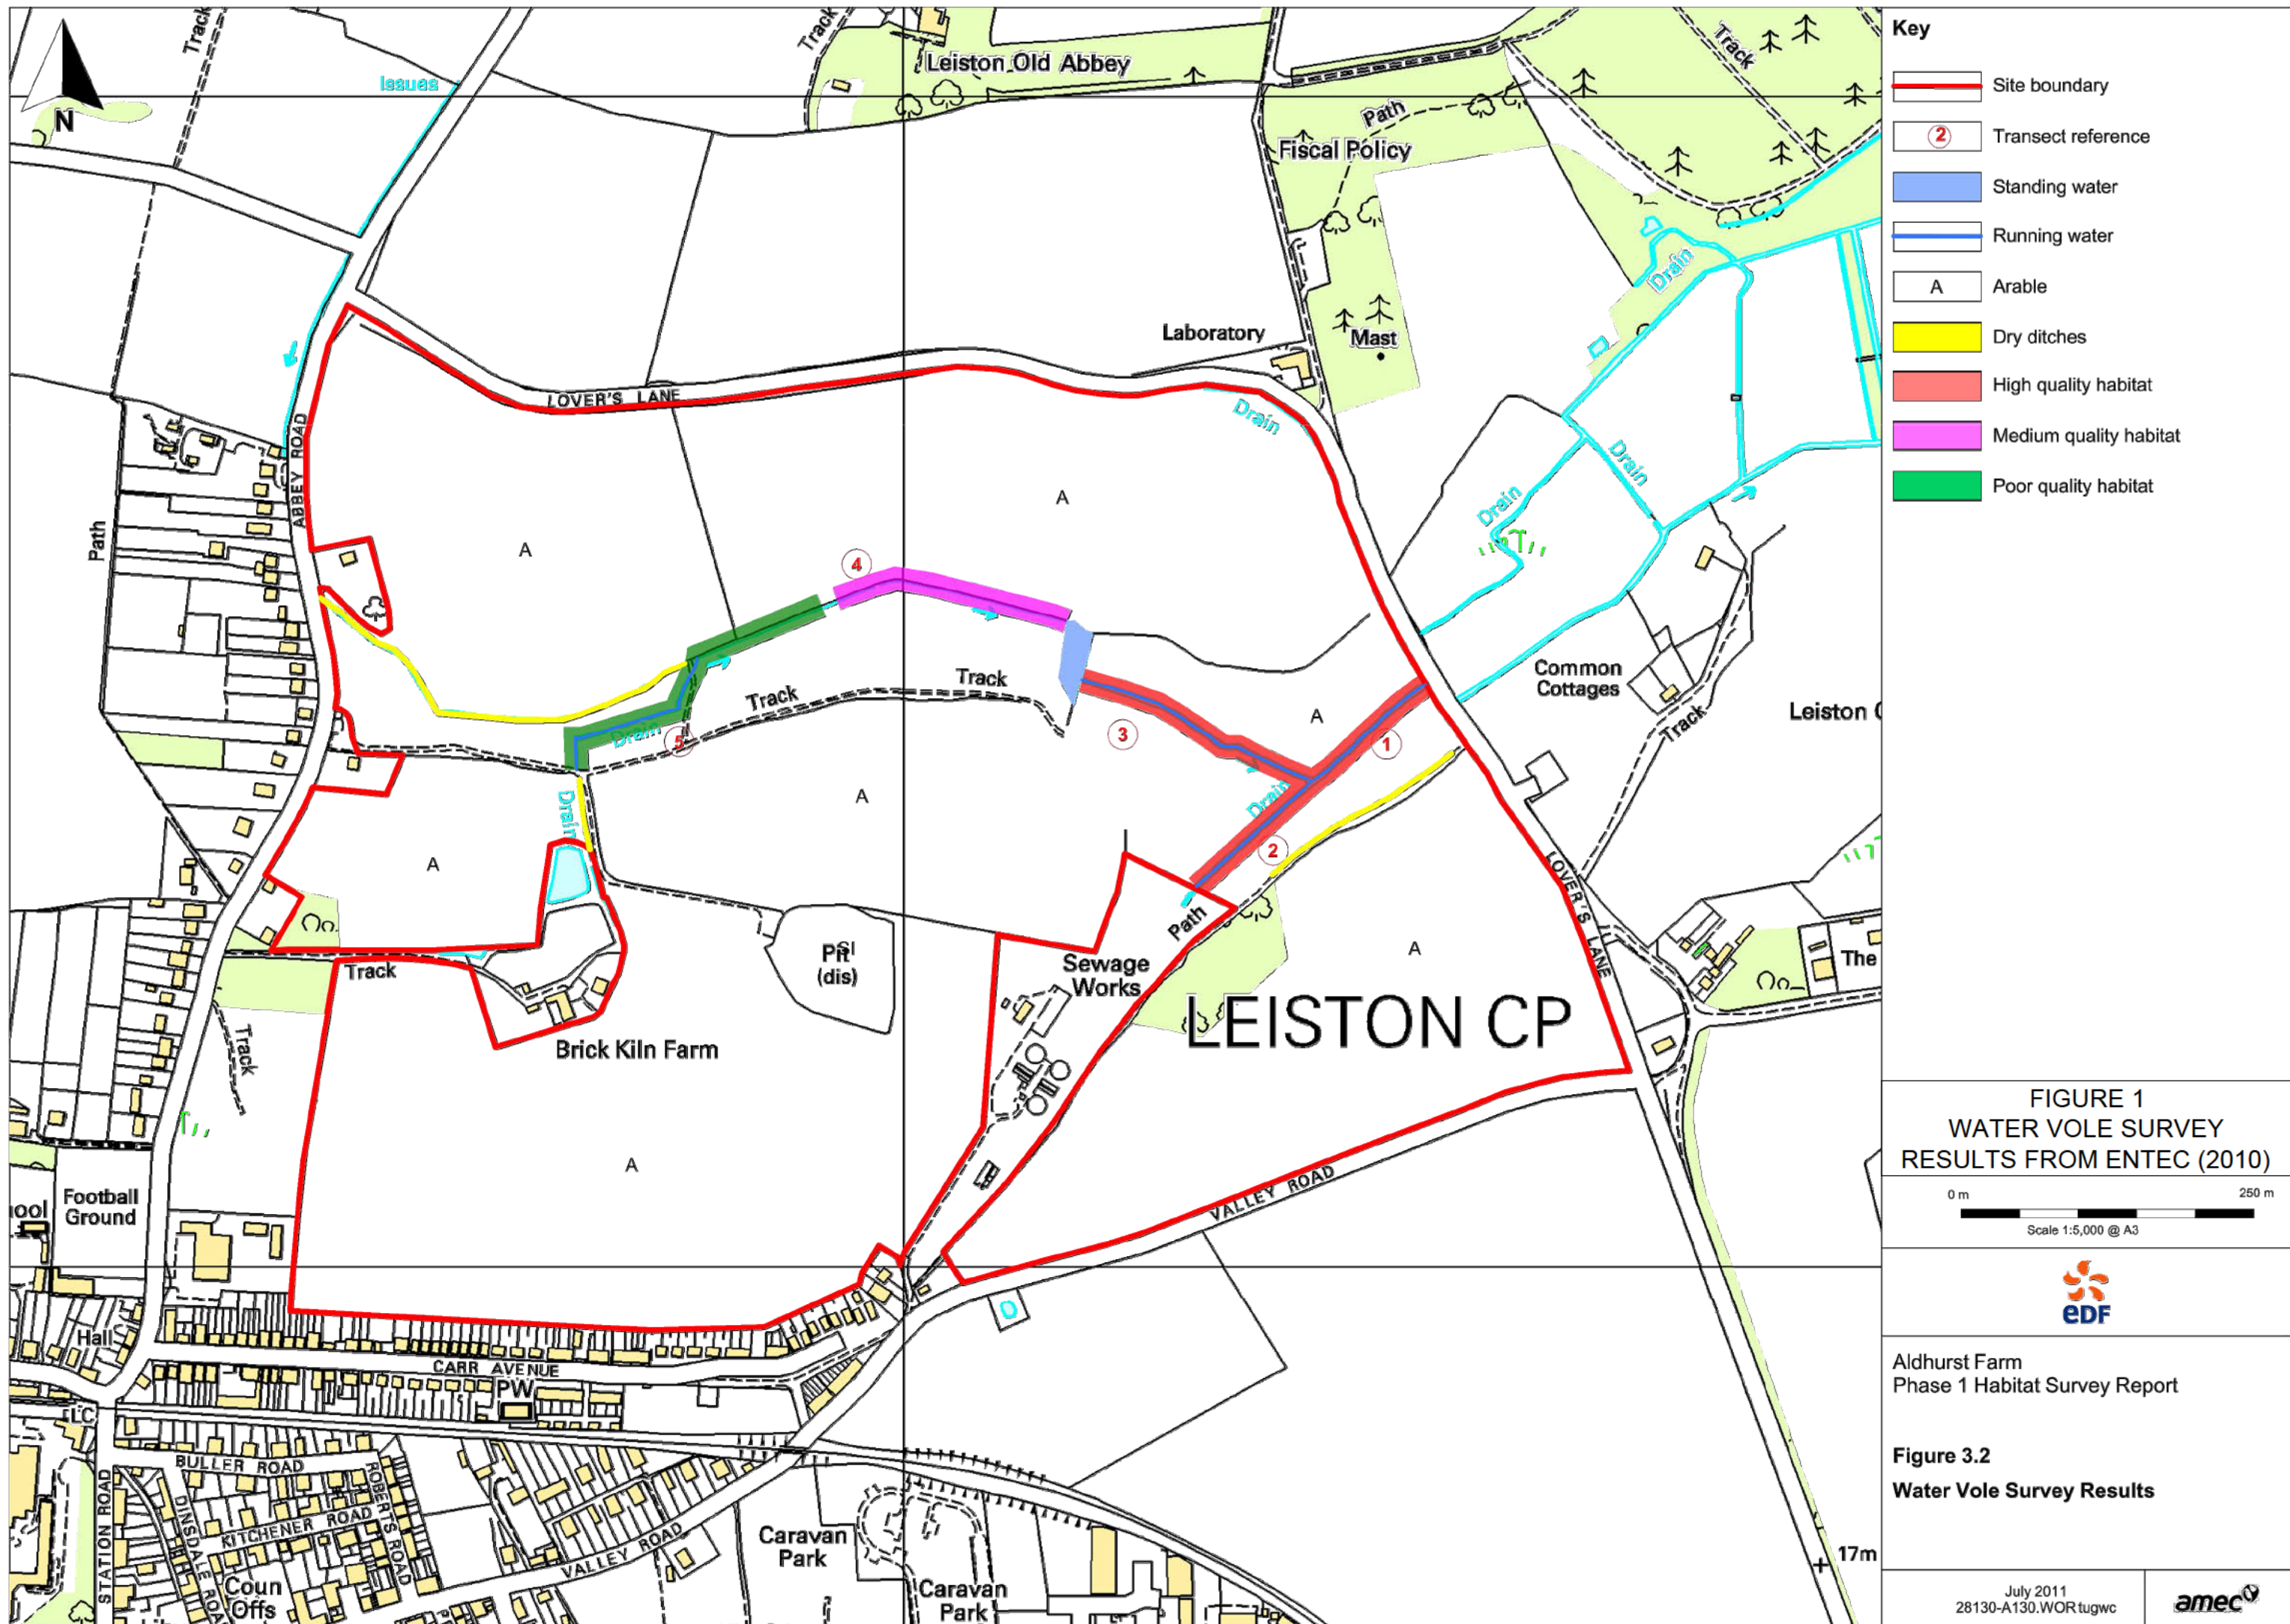 Track
Issues
N
Track
Leiston Old Abbey
Track
Path
Fiscal Policy
Drain
Laboratory
Mast
LOVER'S LANE
Drain
ABBEY ROAD
Drain
Drain
Path
A
A
4
Common
Cottages
Track
Track
Track
Leiston
Drain
5
3
A
1
Drain
Drain
A
A
2
LOVER'S LANE
Path
A
Pit
(dis)
Sewage
Works
The
Track
LEISTON CP
Track
Brick Kiln Farm
A
Football
Ground
VALLEY ROAD
Hall
CARR AVENUE
PW
LC
BULLER ROAD
STATION ROAD
DINSDALE ROA
KITCHENER ROAD
ROBERTS ROAD
VALLEY ROAD
Caravan
Park
Caravan
Park
Coun
Offs
17m
Key
Site boundary
2 Transect reference
Standing water
Running water
A Arable
Dry ditches
High quality habitat
Medium quality habitat
Poor quality habitat
FIGURE 1
WATER VOLE SURVEY
RESULTS FROM ENTEC (2010)
0 m 250 m
Scale 1:5,000 @ A3
eDF
Aldhurst Farm
Phase 1 Habitat Survey Report
Figure 3.2
Water Vole Survey Results
July 2011
28130-A130.WOR tugwc
amec